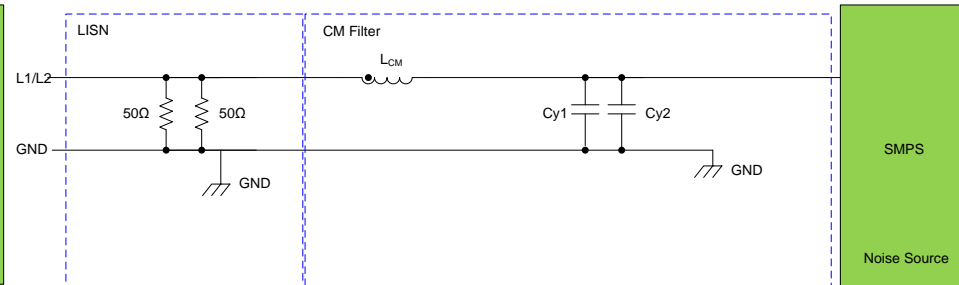 LISN
CM Filter
L1/L2
LCM
50Ω
50Ω
Cy1
Cy2
GND
GND
GND
SMPS
Noise Source